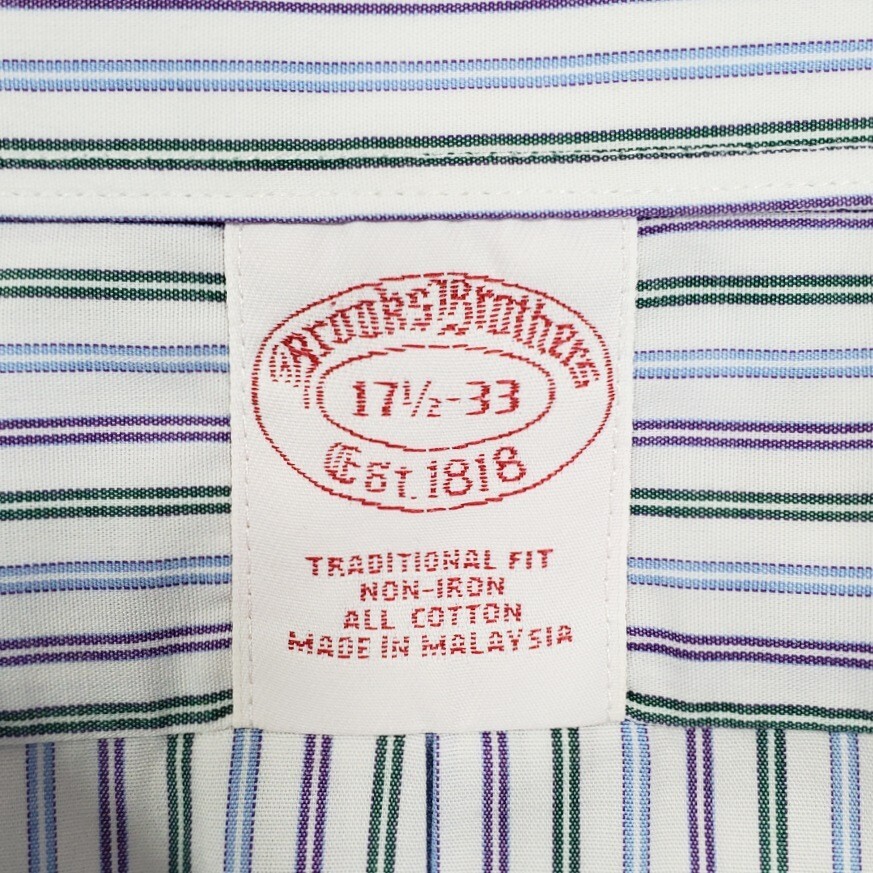 Brooks Brothers
17½-33
Est. 1818
TRADITIONAL FIT
NON-IRON
ALL COTTON
MADE IN MALAYSIA